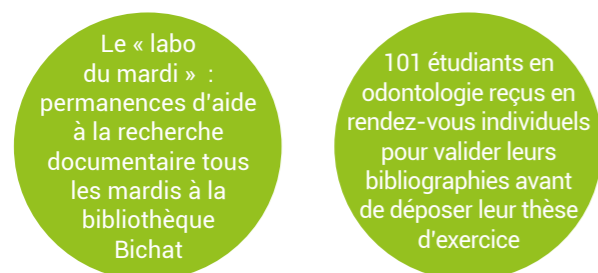 Le « labo
du mardi » :
permanences d'aide
à la recherche
documentaire tous
les mardis à la
bibliothèque
Bichat
101 étudiants en
odontologie reçus en
rendez-vous individuels
pour valider leurs
bibliographies avant
de déposer leur thèse
d'exercice